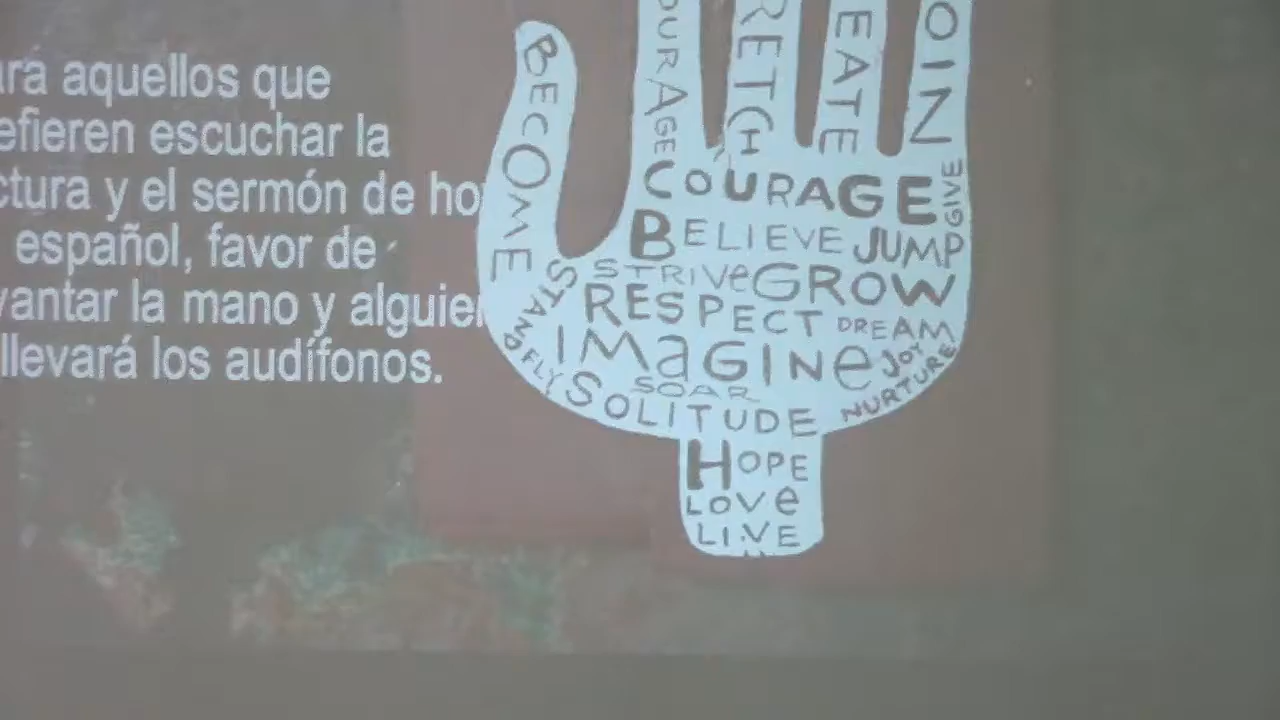 ara aquellos que
efieren escuchar la
ctura y el sermón de ho
español, favor de
vantar la mano y alguien
llevará los audífonos.
BECOME
OURAGE
RETCH
EATE
OIN
GIVE
COURAGE
BELIEVE JUMP
STRIVe GROW
STAND
RESPECT DREAM
FLY
IMaGINe JOY
SOAR
NURTURE
SOLITUDE
HOPE
LOVe
LIVE